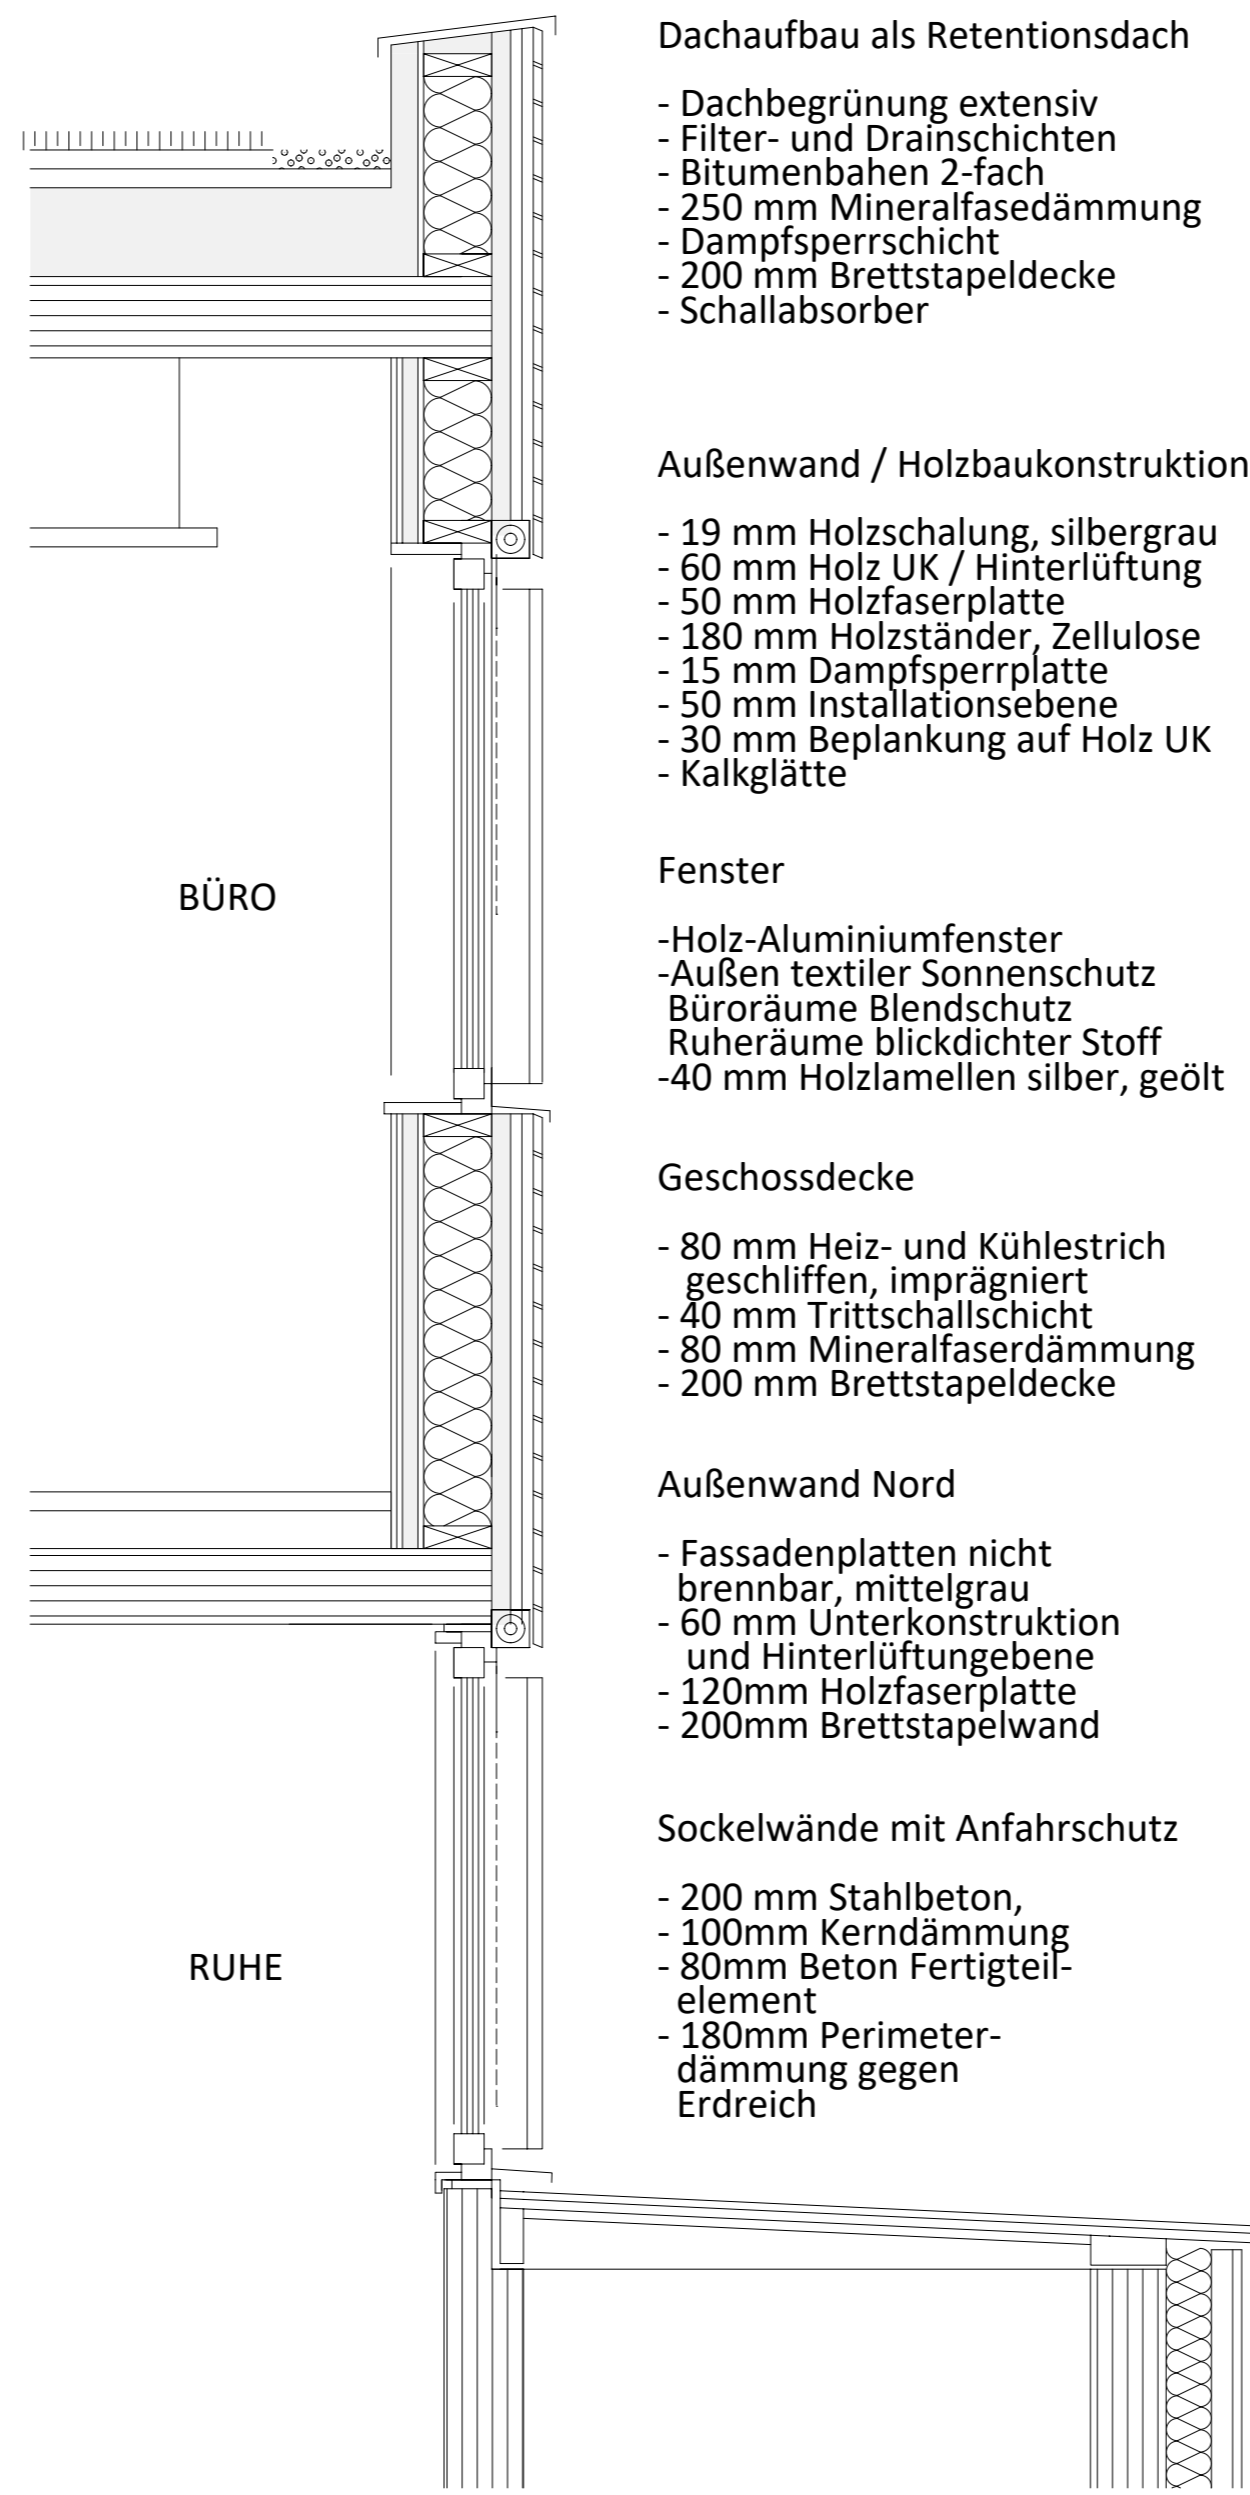 Dachaufbau als Retentionsdach
- Dachbegrünung extensiv
- Filter- und Drainschichten
- Bitumenbahen 2-fach
- 250 mm Mineralfasedämmung
- Dampfsperrschicht
- 200 mm Brettstapeldecke
- Schallabsorber
Außenwand / Holzbaukonstruktion
- 19 mm Holzschalung, silbergrau
- 60 mm Holz UK / Hinterlüftung
- 50 mm Holzfaserplatte
- 180 mm Holzständer, Zellulose
- 15 mm Dampfsperrplatte
- 50 mm Installationsebene
- 30 mm Beplankung auf Holz UK
- Kalkglätte
Fenster
-Holz-Aluminiumfenster
-Außen textiler Sonnenschutz
Büroräume Blendschutz
Ruheräume blickdichter Stoff
-40 mm Holzlamellen silber, geölt
BÜRO
Geschossdecke
- 80 mm Heiz- und Kühlestrich
geschliffen, imprägniert
- 40 mm Trittschallschicht
- 80 mm Mineralfaserdämmung
- 200 mm Brettstapeldecke
Außenwand Nord
- Fassadenplatten nicht
brennbar, mittelgrau
- 60 mm Unterkonstruktion
und Hinterlüftungebene
- 120mm Holzfaserplatte
- 200mm Brettstapelwand
Sockelwände mit Anfahrschutz
- 200 mm Stahlbeton,
- 100mm Kerndämmung
- 80mm Beton Fertigteil-
element
- 180mm Perimeter-
dämmung gegen
Erdreich
RUHE